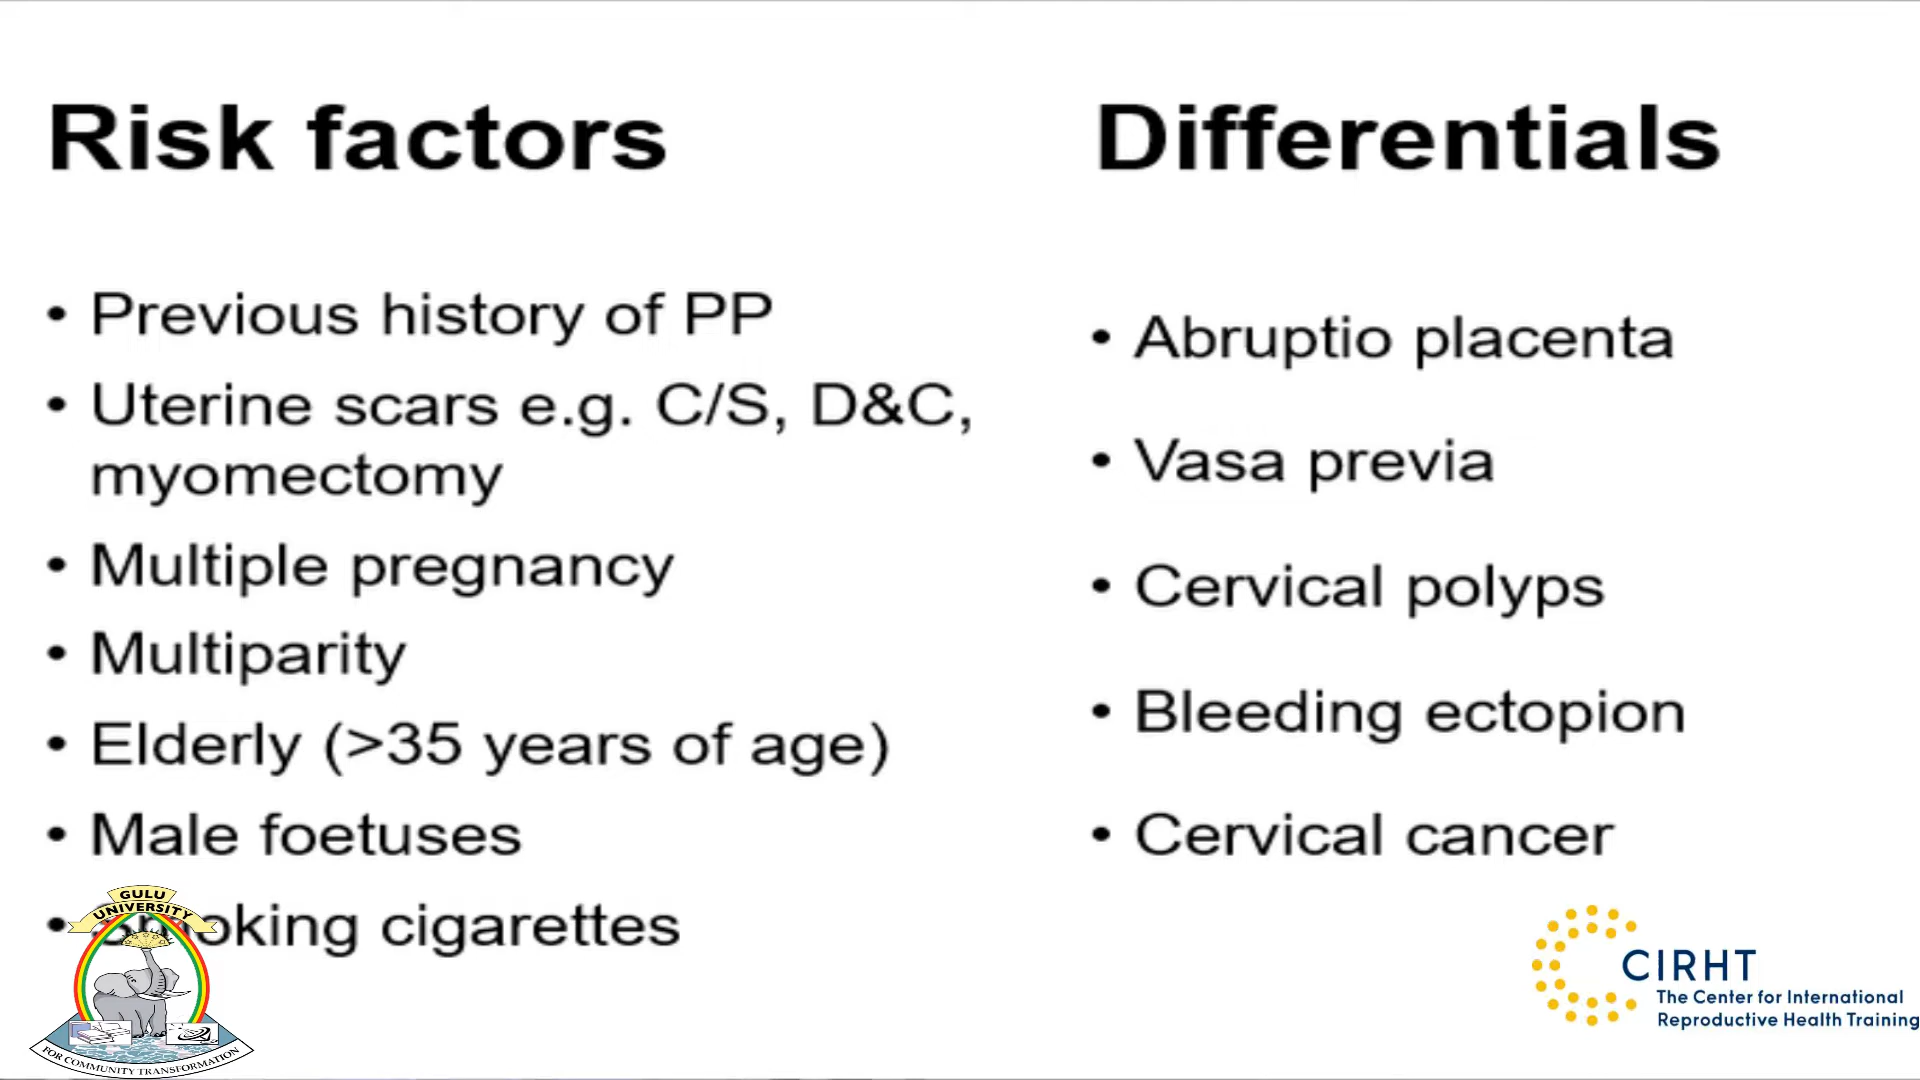 Risk factors
• Previous history of PP
• Uterine scars e.g. C/S, D&C,
myomectomy
• Multiple pregnancy
• Multiparity
• Elderly (>35 years of age)
• Male foetuses
• Smoking cigarettes
Differentials
• Abruptio placenta
• Vasa previa
• Cervical polyps
• Bleeding ectopion
• Cervical cancer
GULU
UNIVERSITY
FOR COMMUNITY TRANSFORMATION
CIRHT
The Center for International
Reproductive Health Training